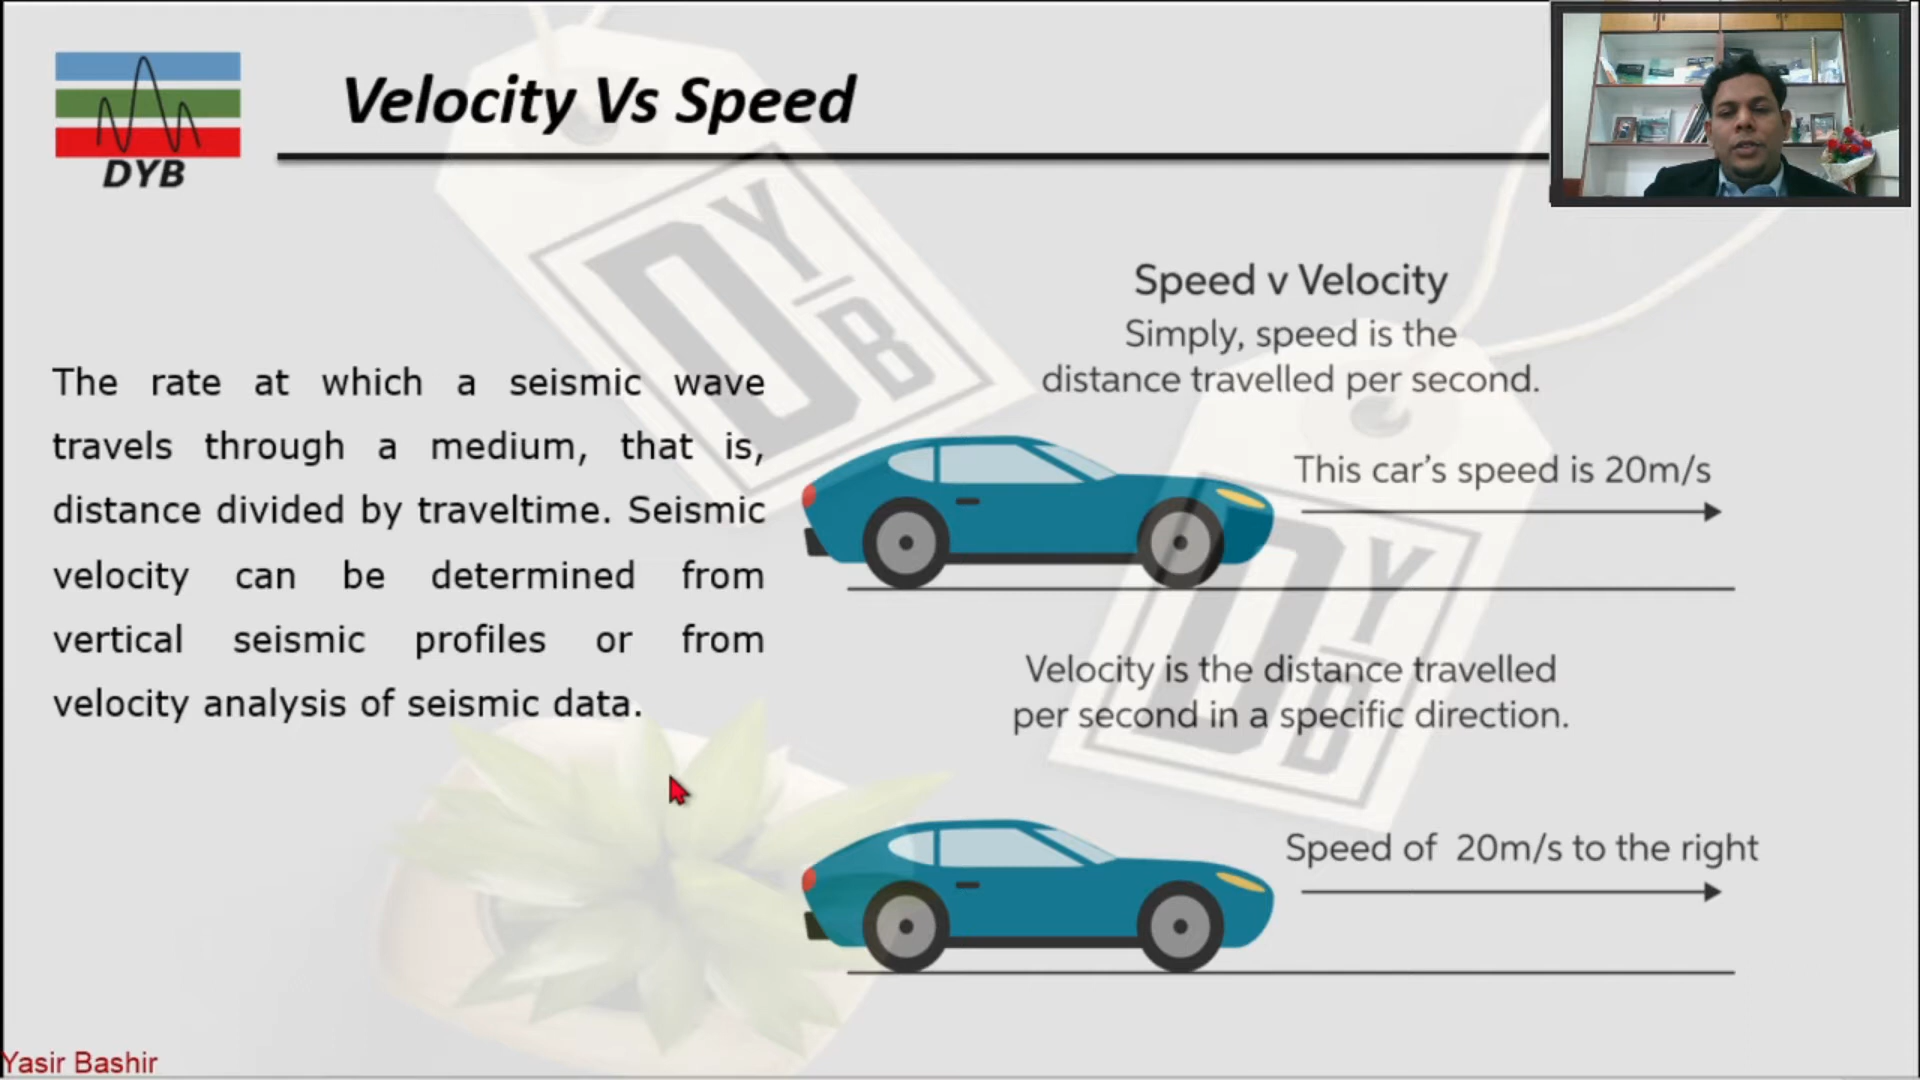 DYB
Velocity Vs Speed
The rate at which a seismic wave
travels through a medium, that is,
distance divided by traveltime. Seismic
velocity can be determined from
vertical seismic profiles or from
velocity analysis of seismic data.
Speed v Velocity
Simply, speed is the
distance travelled per second.
This car’s speed is 20m/s
Velocity is the distance travelled
per second in a specific direction.
Speed of 20m/s to the right
DYB
DYB
Yasir Bashir